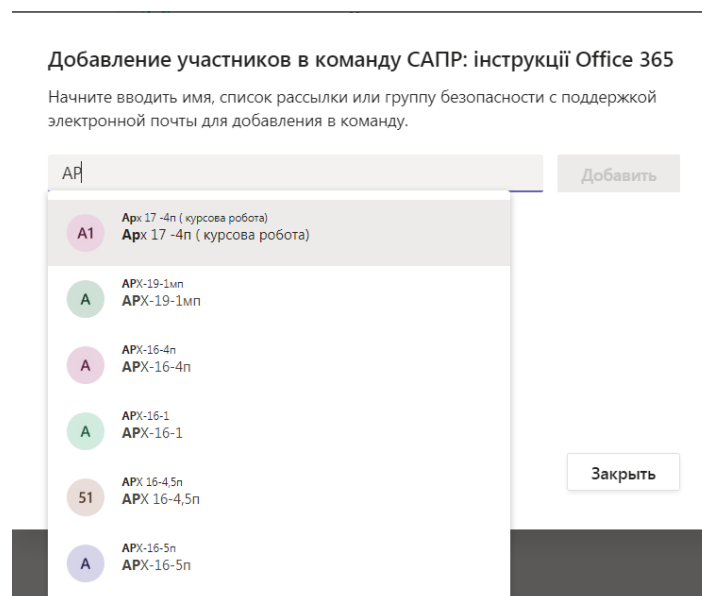 Добавление участников в команду САПР: інструкції Office 365
Начните вводить имя, список рассылки или группу безопасности с поддержкой
электронной почты для добавления в команду.
АР
Добавить
А1
Арх 17 -4п ( курсова робота)
Арх 17 -4п ( курсова робота)
А
АРХ-19-1мп
АРХ-19-1мп
А
АРХ-16-4п
АРХ-16-4п
А
АРХ-16-1
АРХ-16-1
51
АРХ 16-4,5п
АРХ 16-4,5п
Закрыть
А
АРХ-16-5п
АРХ-16-5п